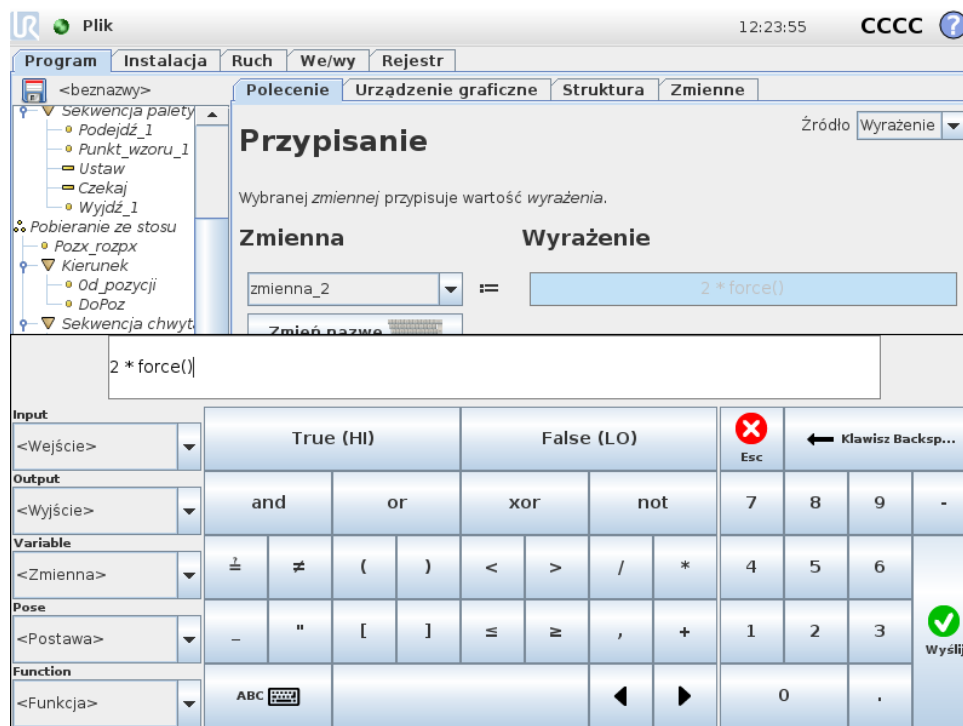 UR Plik 12:23:55 CCCC ?
Program Instalacja Ruch We/wy Rejestr
<beznazwy> Polecenie Urządzenie graficzne Struktura Zmienne
Sekwencja palety
Podejdź_1
Punkt_wzoru_1
Ustaw
Czekaj
Wyjdź_1
Pobieranie ze stosu
Pozx_rozpx
Kierunek
Od_pozycji
DoPoz
Sekwencja chwyt
Źródło Wyrażenie
Przypisanie
Wybranej zmiennej przypisuje wartość wyrażenia.
Zmienna Wyrażenie
zmienna_2 := 2 * force()
Zmień nazwę
2 * force()
Input
<Wejście> True (HI) False (LO) Esc Klawisz Backsp...
Output
<Wyjście> and or xor not 7 8 9 -
Variable
<Zmienna> ≟ ≠ ( ) < > / * 4 5 6
Pose
<Postawa> _ " [ ] ≤ ≥ , + 1 2 3 Wyślij
Function
<Funkcja> ABC 0 .